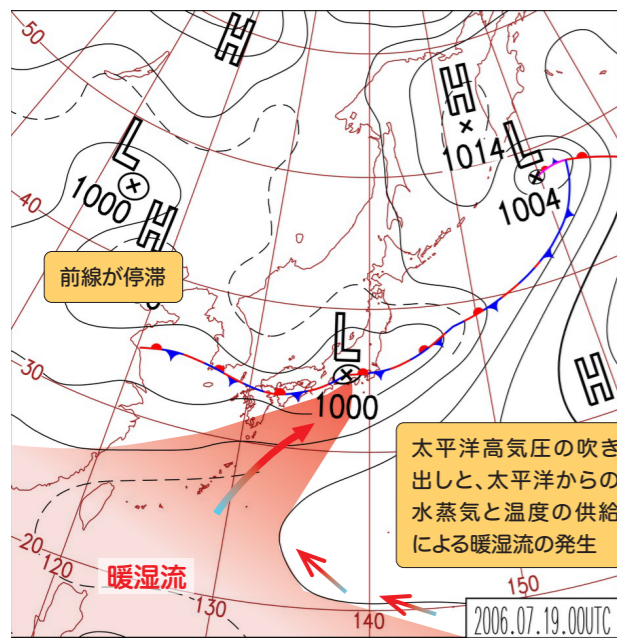 50
H
H
L
1014
L
1000
1004
40
H
前線が停滞
L
1000
30
H
太平洋高気圧の吹き
出しと、太平洋からの
水蒸気と温度の供給
による暖湿流の発生
20
120
暖湿流
130
140
150
2006.07.19.00UTC